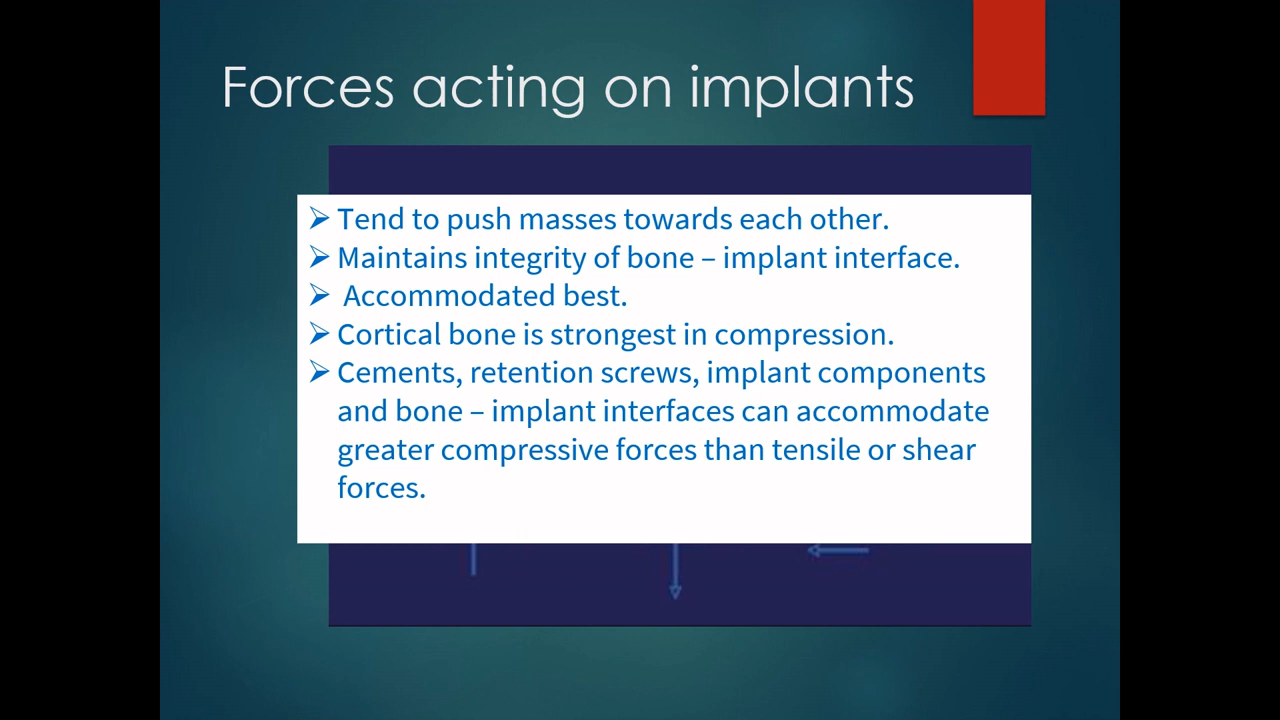 Forces acting on implants
➢ Tend to push masses towards each other.
➢ Maintains integrity of bone – implant interface.
➢ Accommodated best.
➢ Cortical bone is strongest in compression.
➢ Cements, retention screws, implant components
and bone – implant interfaces can accommodate
greater compressive forces than tensile or shear
forces.